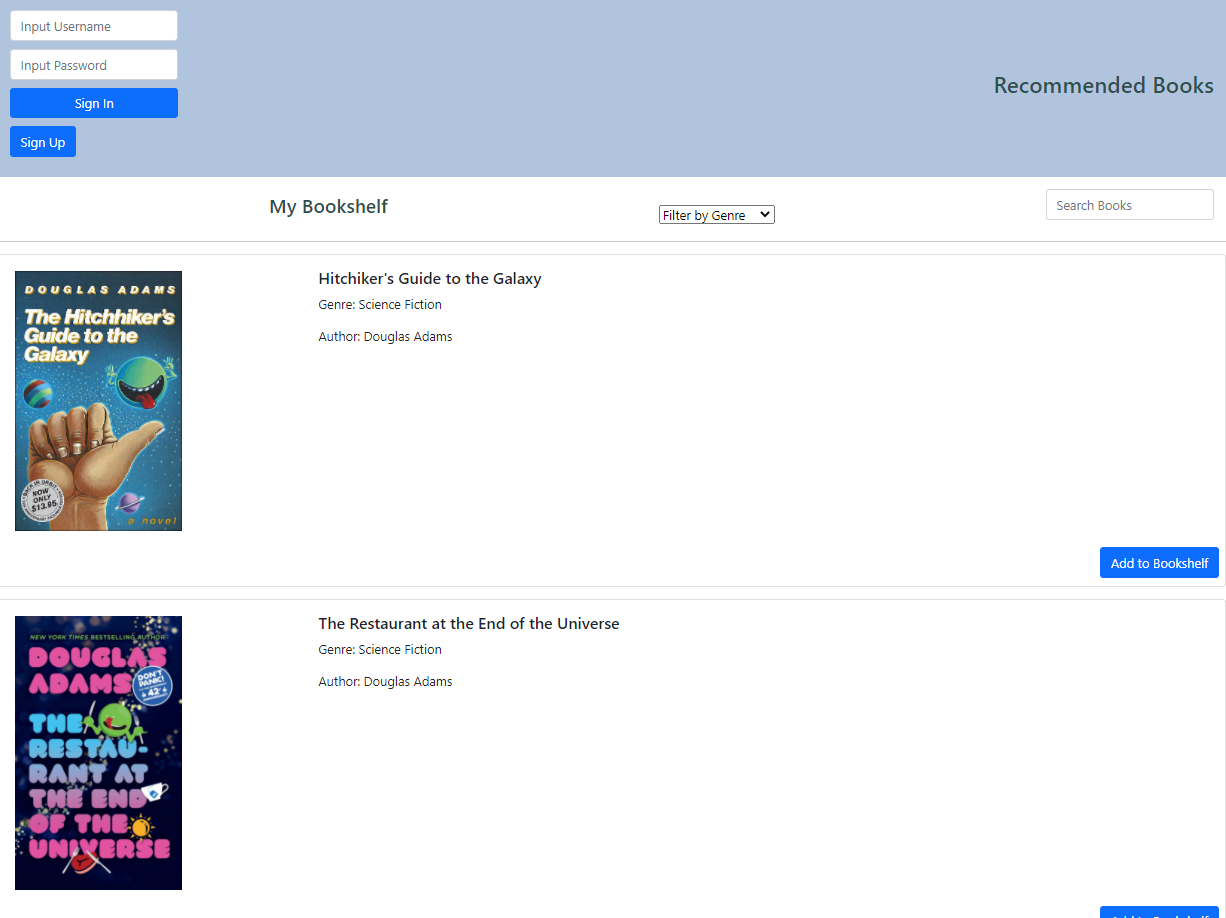 Input Username
Input Password
Sign In
Sign Up
Recommended Books
My Bookshelf
Filter by Genre
Search Books
DOUGLAS ADAMS
The Hitchhiker's
Guide to the
Galaxy
NOW
ONLY
$13.95
a novel
Hitchiker's Guide to the Galaxy
Genre: Science Fiction
Author: Douglas Adams
Add to Bookshelf
NEW YORK TIMES BESTSELLING AUTHOR
DOUGLAS
ADAMS
DON'T
PANIC!
42
THE
RESTAU-
RANT AT
THE END
OF THE
UNIVERSE
The Restaurant at the End of the Universe
Genre: Science Fiction
Author: Douglas Adams
Add to Bookshelf